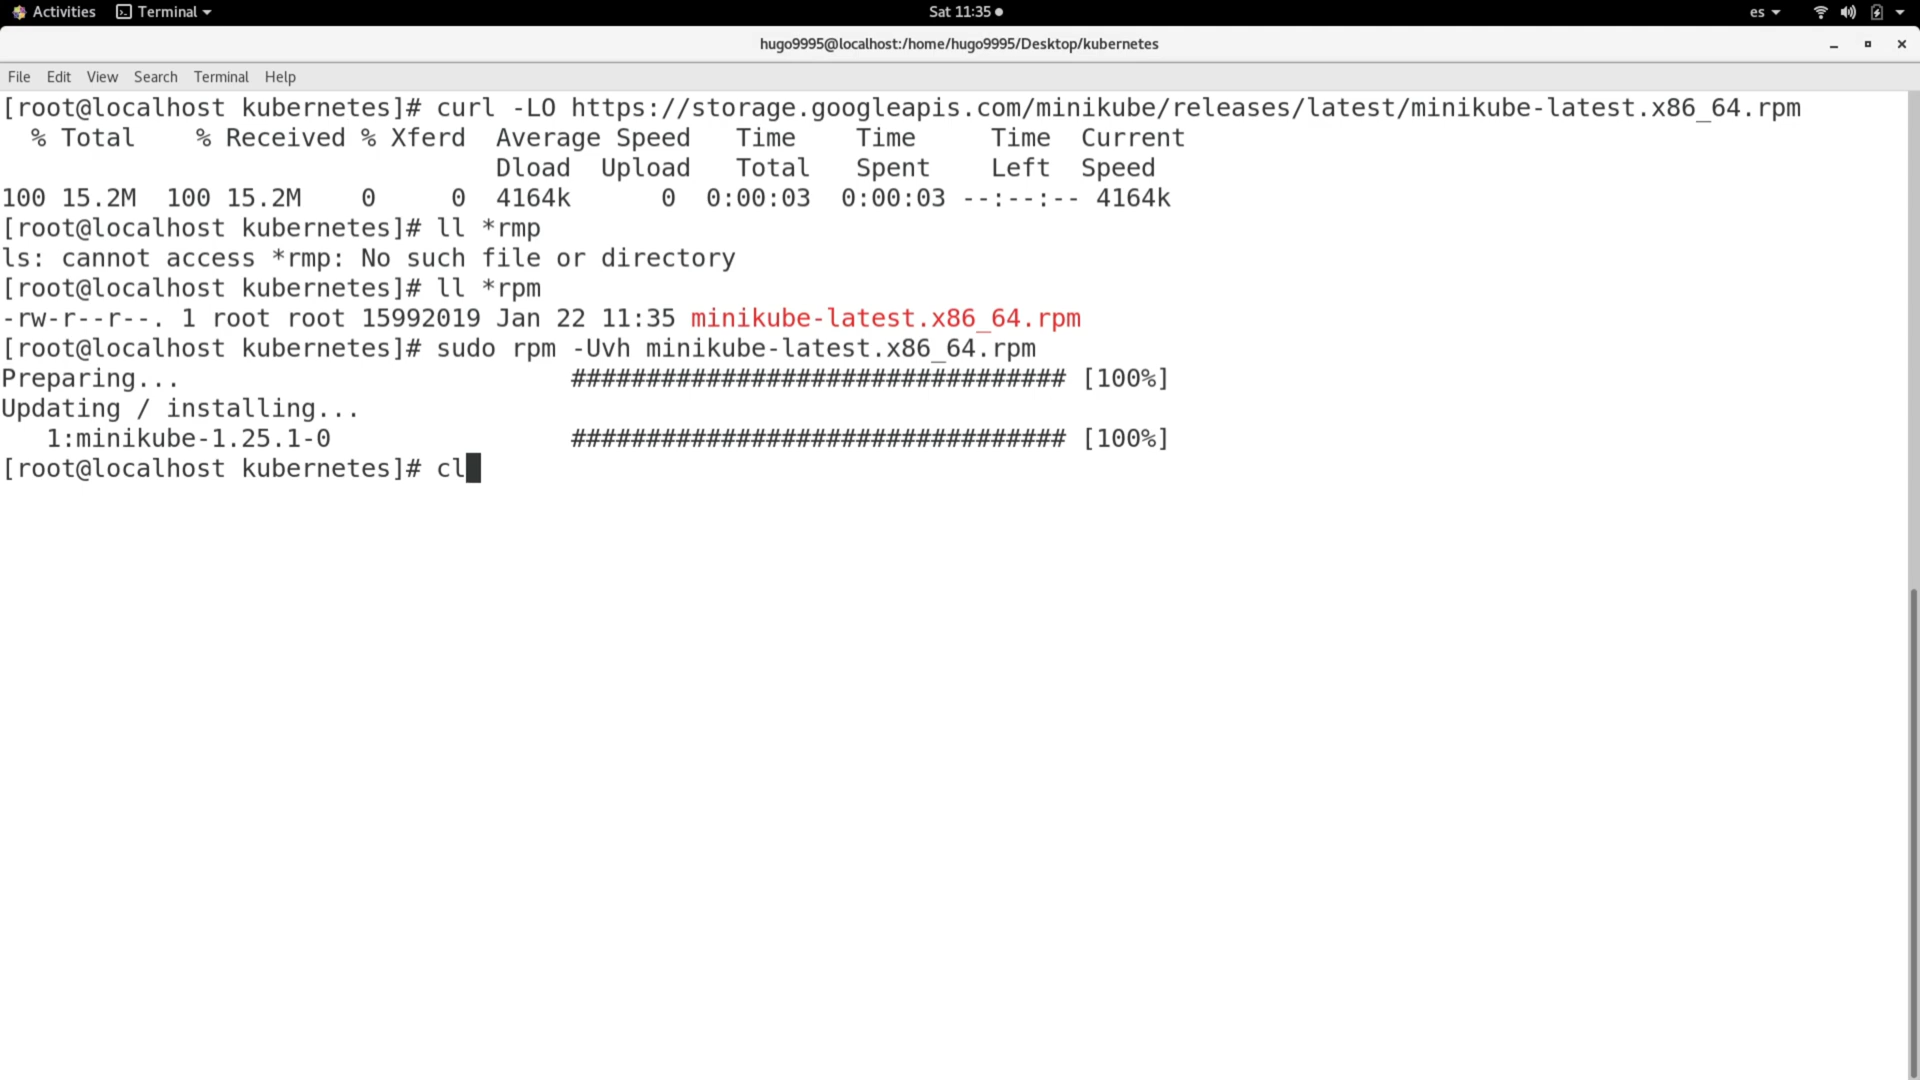 Activities Terminal Sat 11:35 es
hugo9995@localhost:/home/hugo9995/Desktop/kubernetes
File Edit View Search Terminal Help
[root@localhost kubernetes]# curl -LO https://storage.googleapis.com/minikube/releases/latest/minikube-latest.x86_64.rpm
% Total % Received % Xferd Average Speed Time Time Time Current
Dload Upload Total Spent Left Speed
100 15.2M 100 15.2M 0 0 4164k 0 0:00:03 0:00:03 --:--:-- 4164k
[root@localhost kubernetes]# ll *rmp
ls: cannot access *rmp: No such file or directory
[root@localhost kubernetes]# ll *rpm
-rw-r--r--. 1 root root 15992019 Jan 22 11:35 minikube-latest.x86_64.rpm
[root@localhost kubernetes]# sudo rpm -Uvh minikube-latest.x86_64.rpm
Preparing... ################################# [100%]
Updating / installing...
1:minikube-1.25.1-0 ################################# [100%]
[root@localhost kubernetes]# cl